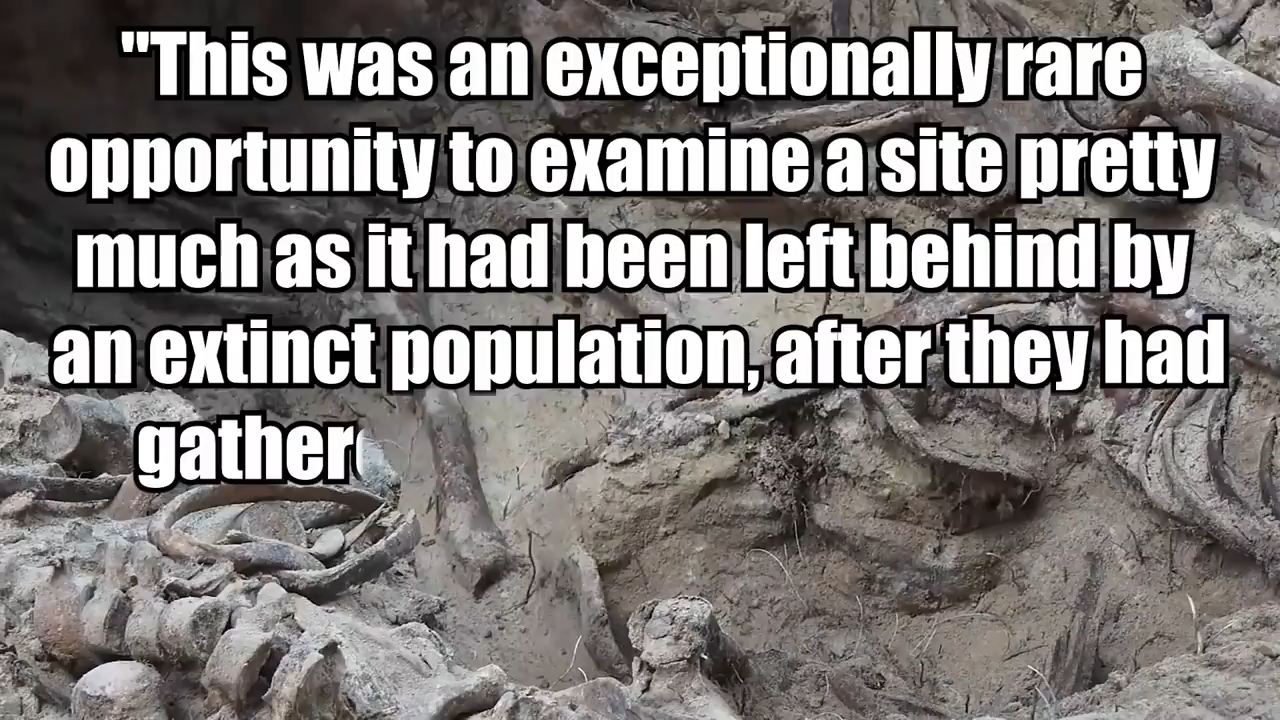 "This was an exceptionally rare
opportunity to examine a site pretty
much as it had been left behind by
an extinct population, after they had
gather